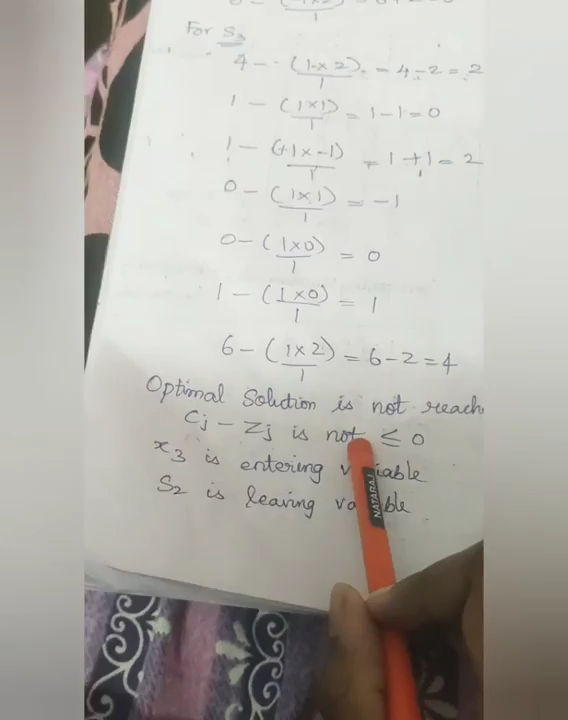 For S3
4 - (1×2)/1 = 4-2 = 2
1 - (1×1)/1 = 1-1 = 0
1 - (+1×-1)/1 = 1+1 = 2
0 - (1×1)/1 = -1
0 - (1×0)/1 = 0
1 - (1×0)/1 = 1
6 - (1×2)/1 = 6-2 = 4
Optimal Solution is not reach
Cj - Zj is not ≤ 0
x3 is entering
S2 is leaving
NATARAJ